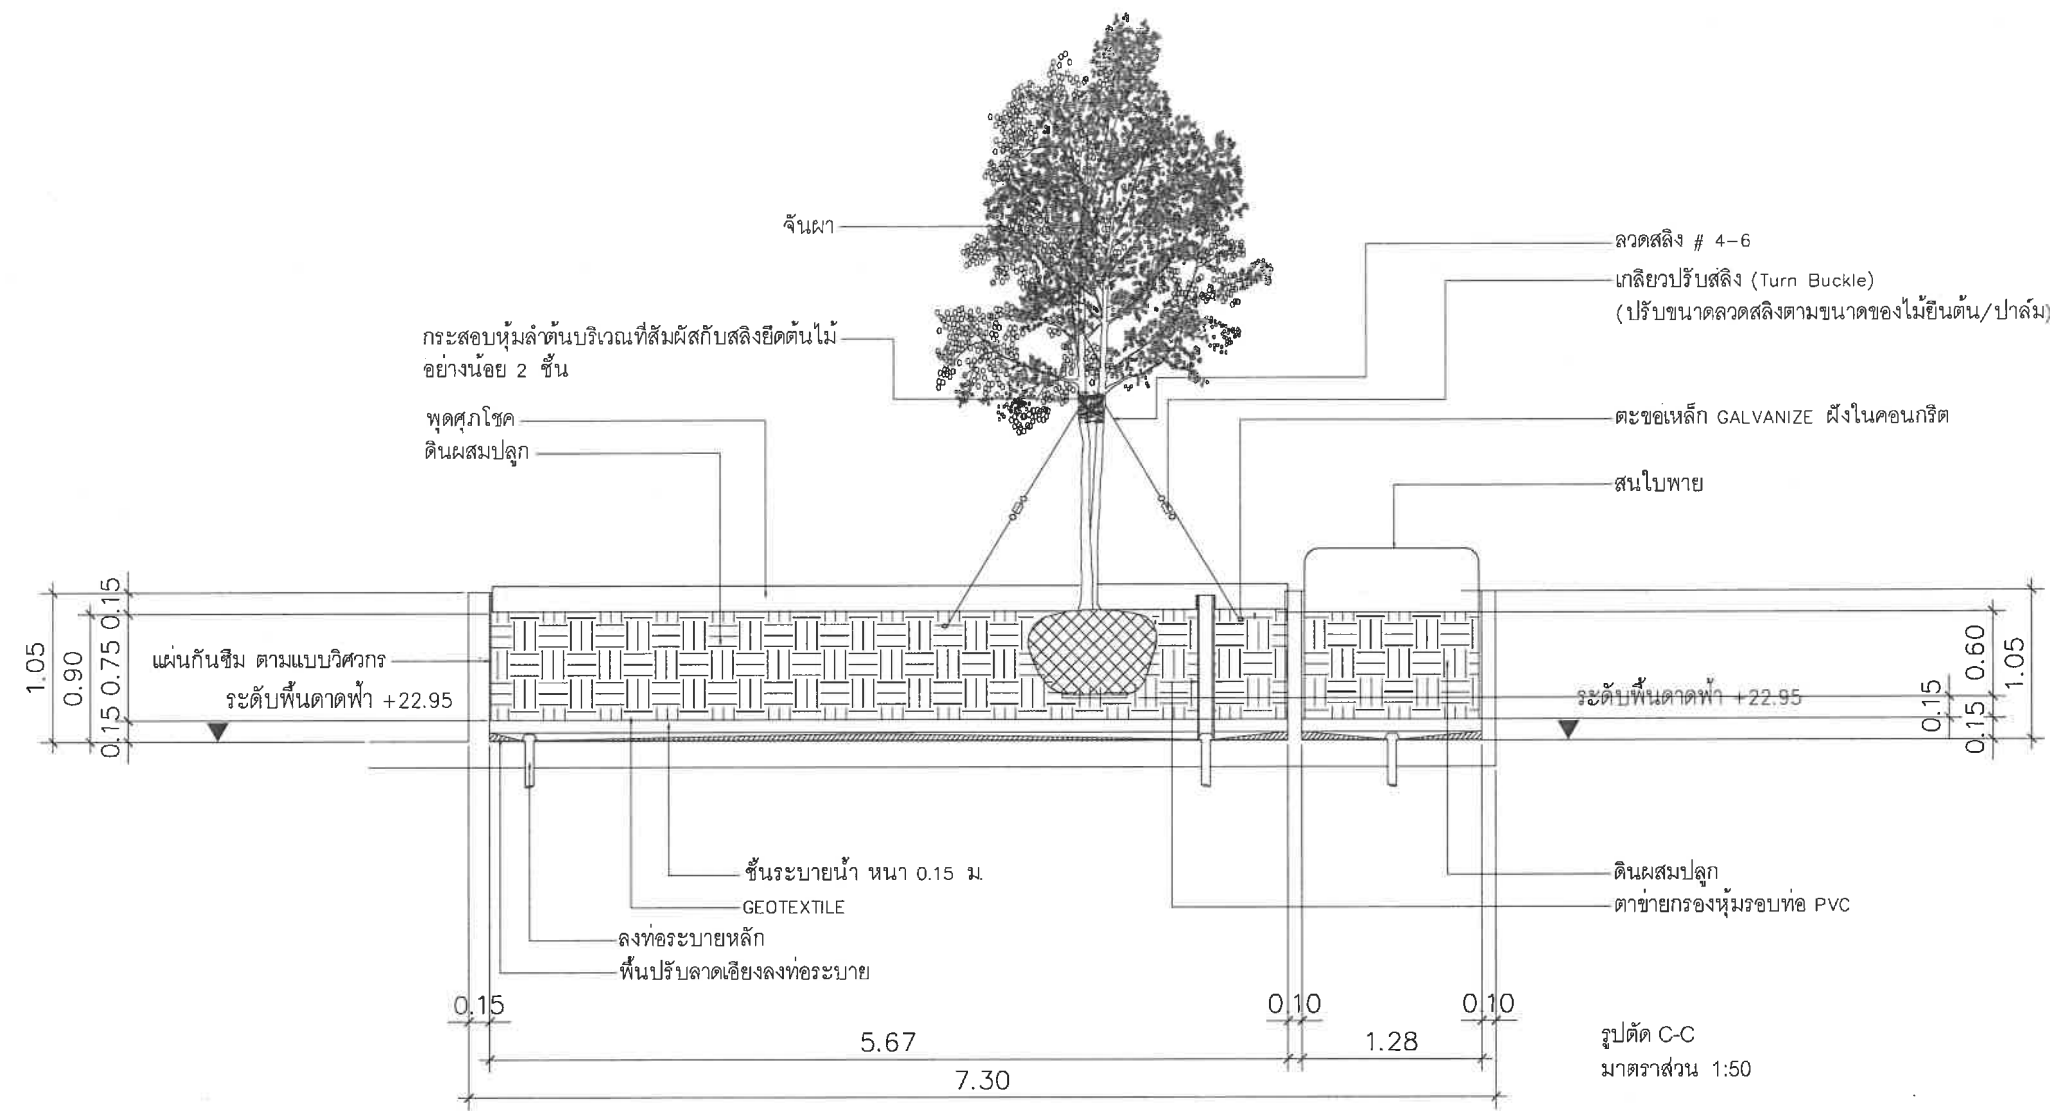 จันผา
ลวดสลิง # 4-6
เกลียวปรับสลิง (Turn Buckle)
(ปรับขนาดลวดสลิงตามขนาดของไม้ยืนต้น/ปาล์ม)
กระสอบหุ้มลำต้นบริเวณที่สัมผัสกับสลิงยึดต้นไม้
อย่างน้อย 2 ชั้น
พุดศุภโชค
ดินผสมปลูก
ตะขอเหล็ก GALVANIZE ฝังในคอนกรีต
สนใบพาย
1.05
0.90
0.15
0.75
0.15
แผ่นกันซึม ตามแบบวิศวกร
ระดับพื้นดาดฟ้า +22.95
ระดับพื้นดาดฟ้า +22.95
0.15
0.60
0.15
1.05
ชั้นระบายน้ำ หนา 0.15 ม.
GEOTEXTILE
ลงท่อระบายหลัก
พื้นปรับลาดเอียงลงท่อระบาย
ดินผสมปลูก
ตาข่ายกรองหุ้มรอบท่อ PVC
0.15
0.10
0.10
5.67
1.28
7.30
รูปตัด C-C
มาตราส่วน 1:50